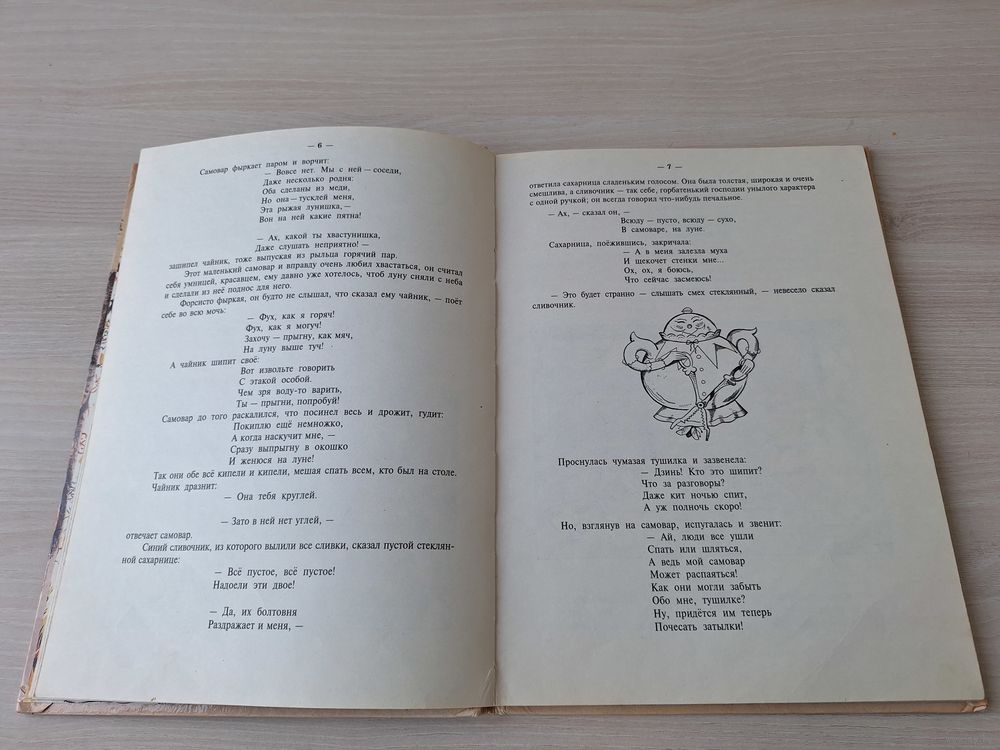 — 6 —
Самовар фыркает паром и ворчит:
— Вовсе нет. Мы с ней — соседи,
Даже несколько родня:
Оба сделаны из меди,
Но она — тусклей меня,
Эта рыжая лунишка, —
Вон на ней какие пятна!
— Ах, какой ты хвастунишка,
Даже слушать неприятно! —
зашипел чайник, тоже выпуская из рыльца горячий пар.
Этот маленький самовар и вправду очень любил хвастаться, он считал
себя умницей, красавцем, ему давно уже хотелось, чтоб луну сняли с неба
и сделали из неё поднос для него.
Форсисто фыркая, он будто не слышал, что сказал ему чайник, — поёт
себе во всю мочь:
— Фух, как я горяч!
Фух, как я могуч!
Захочу — прыгну, как мяч,
На луну выше туч!
А чайник шипит своё:
Вот извольте говорить
С этакой особой.
Чем зря воду-то варить,
Ты — прыгни, попробуй!
Самовар до того раскалился, что посинел весь и дрожит, гудит:
Покиплю ещё немножко,
А когда наскучит мне, —
Сразу выпрыгну в окошко
И женюся на луне!
Так они обе всё кипели и кипели, мешая спать всем, кто был на столе.
Чайник дразнит:
— Она тебя круглей.
— Зато в ней нет углей, —
отвечает самовар.
Синий сливочник, из которого вылили все сливки, сказал пустой стеклян-
ной сахарнице:
— Всё пустое, всё пустое!
Надоели эти двое!
— Да, их болтовня
Раздражает и меня, —
— 7 —
ответила сахарница сладеньким голосом. Она была толстая, широкая и очень
смешлива, а сливочник — так себе, горбатенький господин унылого характера
с одной ручкой; он всегда говорил что-нибудь печальное.
— Ах, — сказал он, —
Всюду — пусто, всюду — сухо,
В самоваре, на луне.
Сахарница, поёжившись, закричала:
— А в меня залезла муха
И щекочет стенки мне...
Ох, ох, я боюсь,
Что сейчас засмеюсь!
— Это будет странно — слышать смех стеклянный, — невесело сказал
сливочник.
Проснулась чумазая тушилка и зазвенела:
— Дзинь! Кто это шипит?
Что за разговоры?
Даже кит ночью спит,
А уж полночь скоро!
Но, взглянув на самовар, испугалась и звенит:
— Ай, люди все ушли
Спать или шляться,
А ведь мой самовар
Может распаяться!
Как они могли забыть
Обо мне, тушилке?
Ну, придётся им теперь
Почесать затылки!